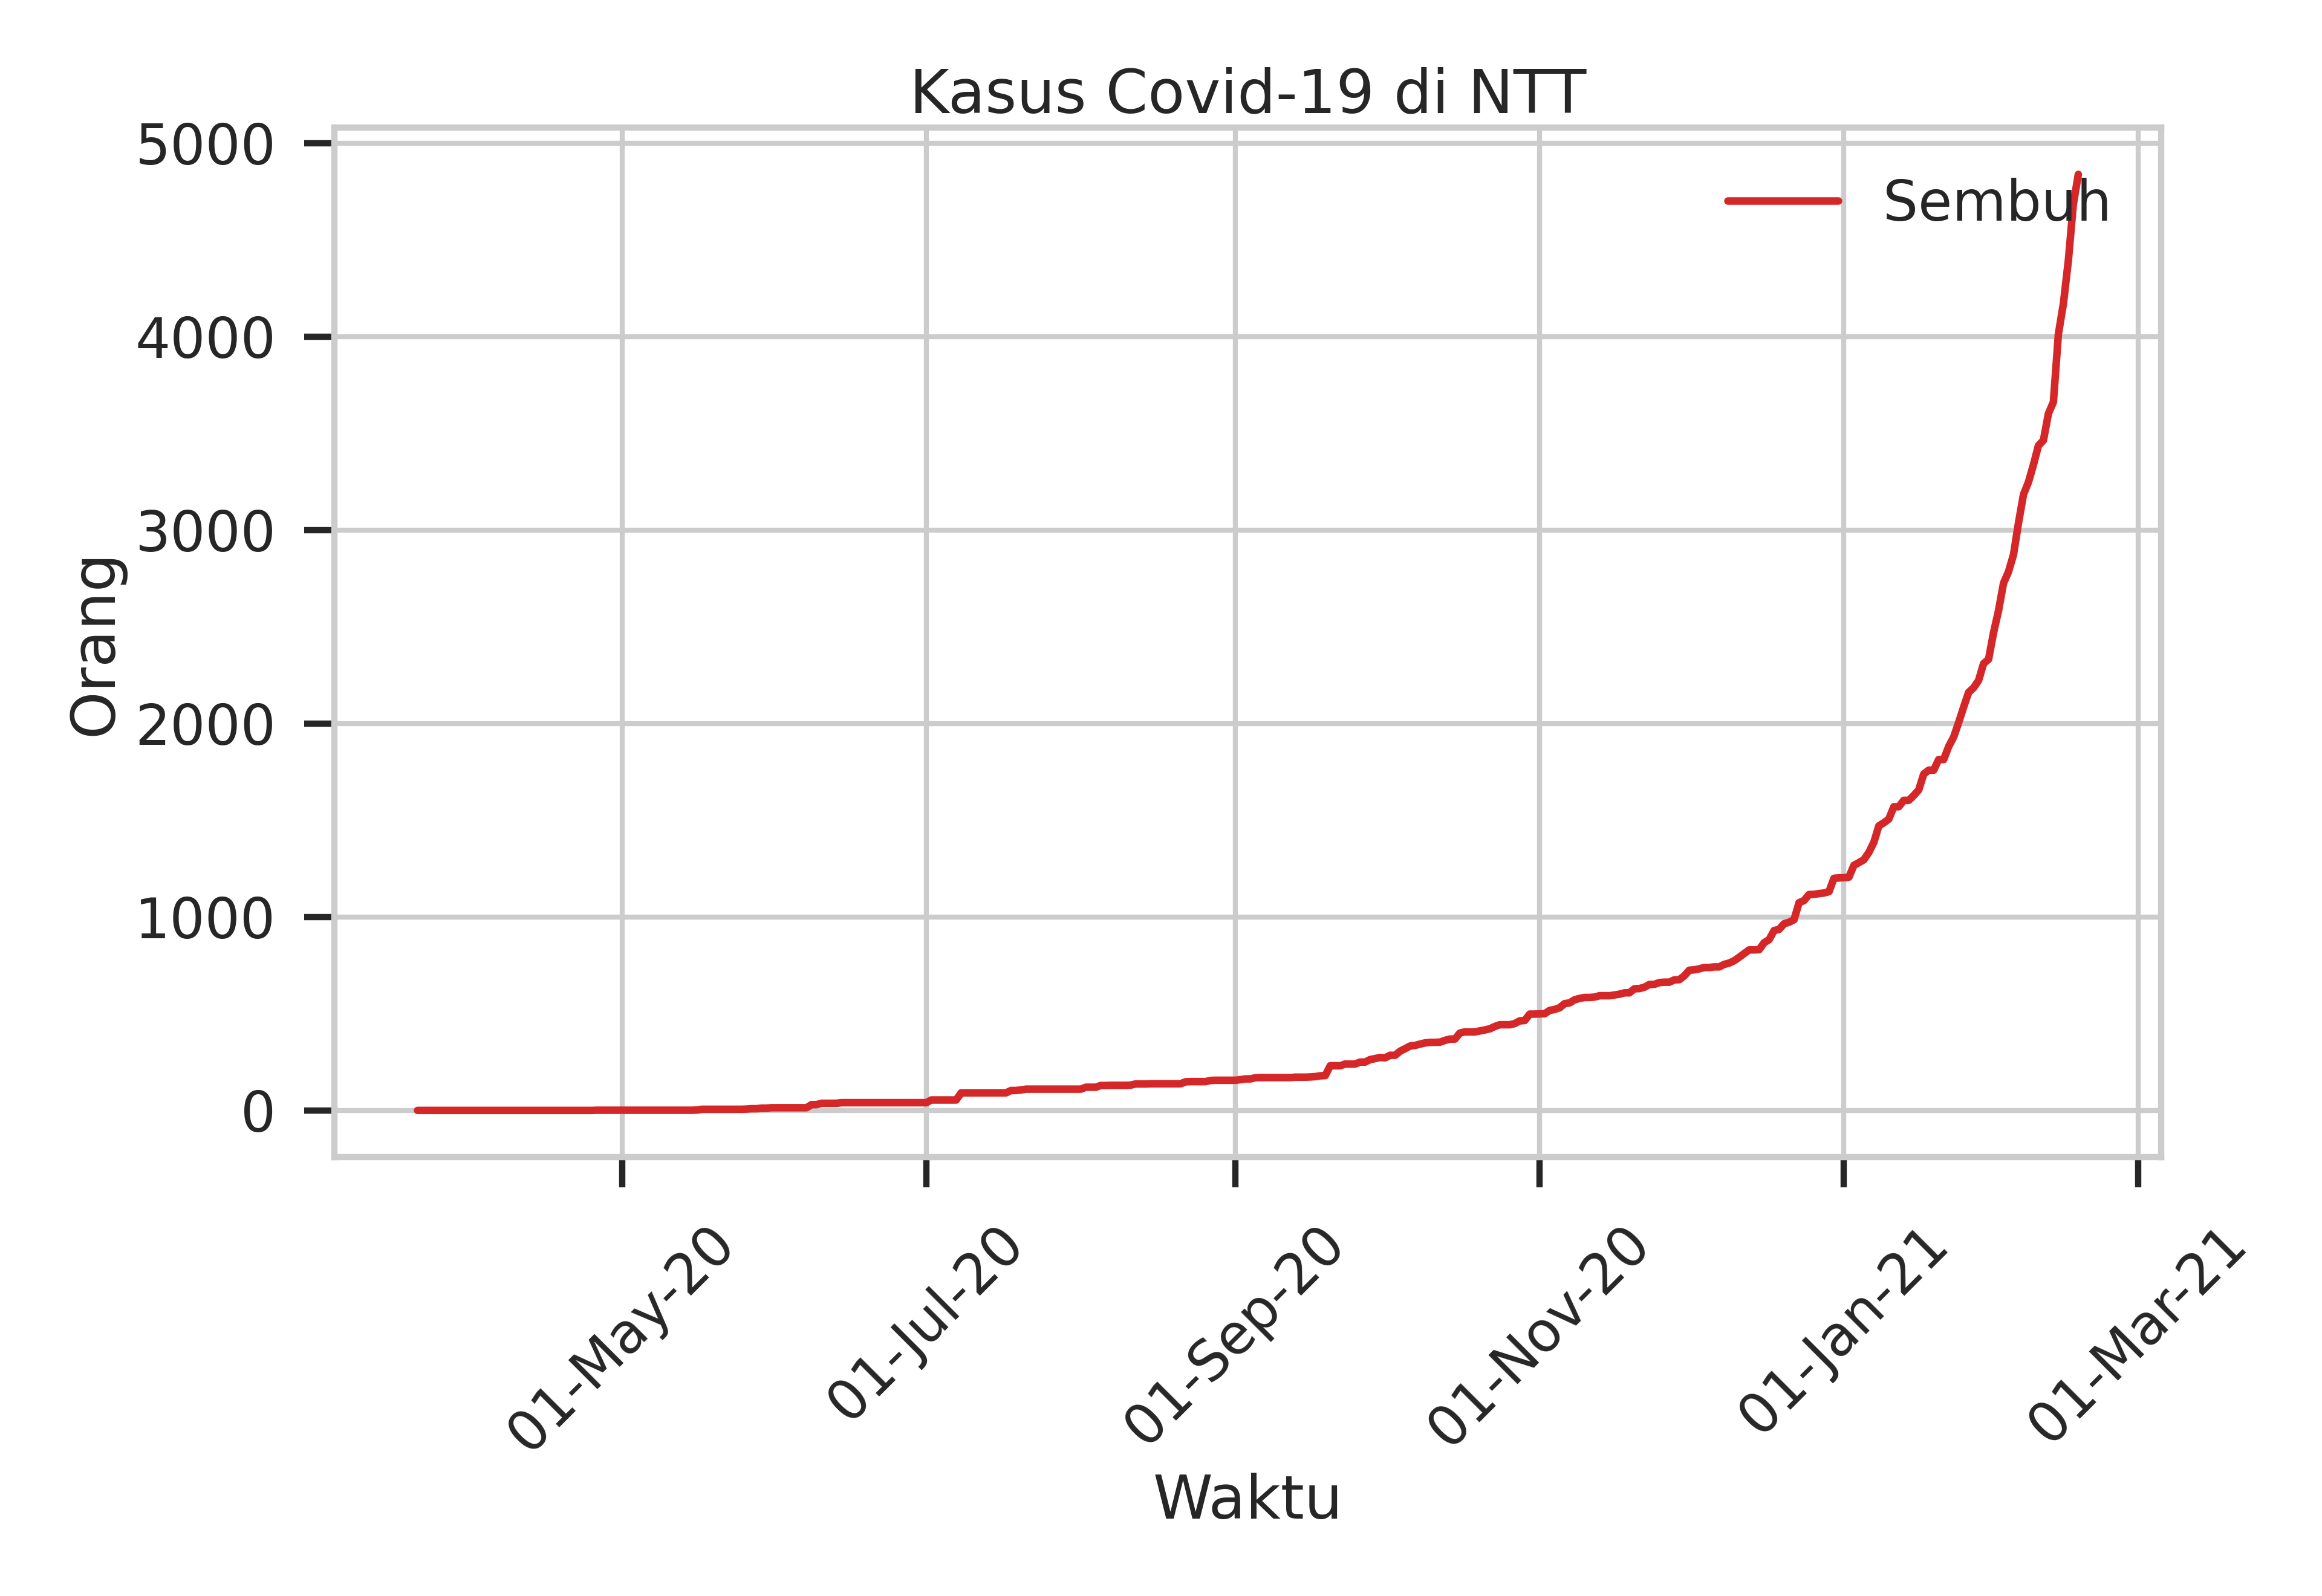 Kasus Covid-19 di NTT
Sembuh
Orang
5000
4000
3000
2000
1000
0
01-May-20
01-Jul-20
01-Sep-20
01-Nov-20
01-Jan-21
01-Mar-21
Waktu